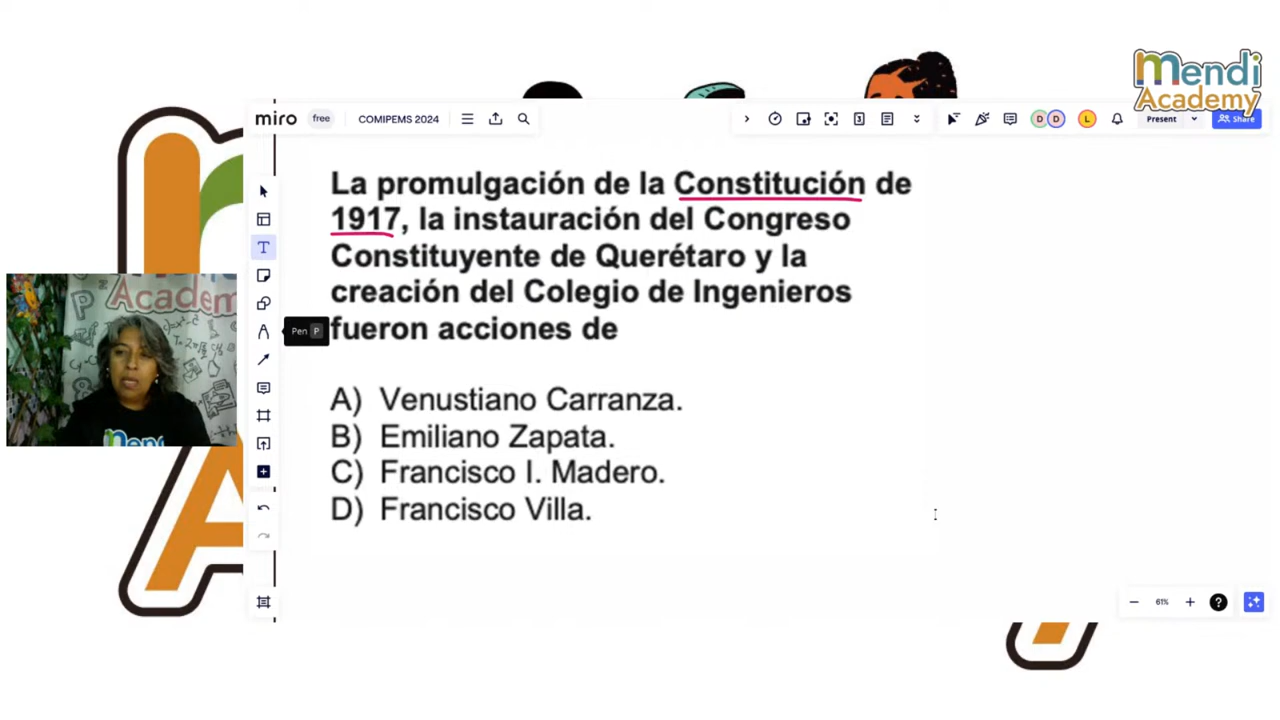 mendi
Academy
miro free COMIPEMS 2024
D D L Present Share
La promulgación de la Constitución de
1917, la instauración del Congreso
Constituyente de Querétaro y la
creación del Colegio de Ingenieros
fueron acciones de
Pen P
A) Venustiano Carranza.
B) Emiliano Zapata.
C) Francisco I. Madero.
D) Francisco Villa.
Academ
mendi
61%